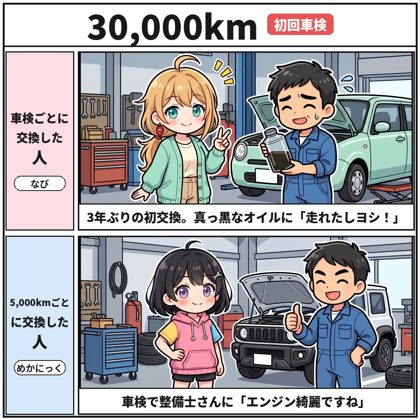 30,000km 初回車検
車検ごとに
交換した
人
なび
3年ぶりの初交換。真っ黒なオイルに「走れたしヨシ！」
5,000kmごと
に交換した
人
めかにっく
車検で整備士さんに「エンジン綺麗ですね」